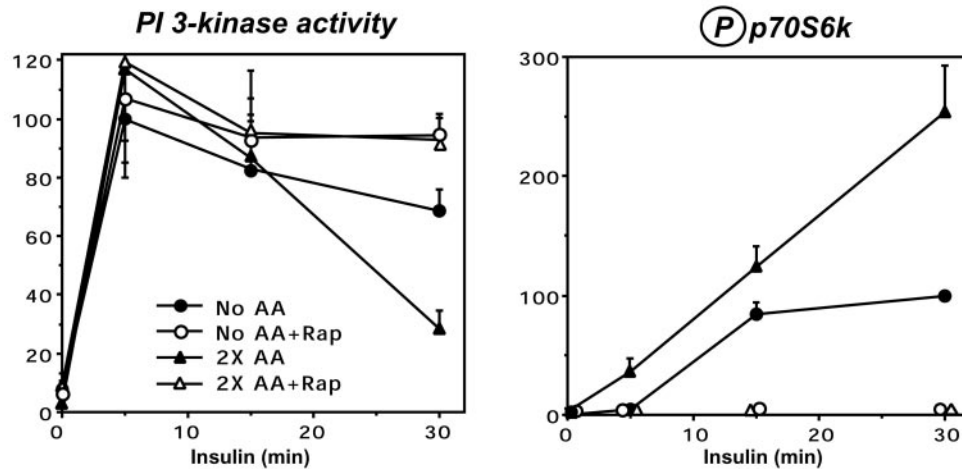 PI 3-kinase activity
120
100
80
60
40
20
0
No AA
No AA+Rap
2X AA
2X AA+Rap
0
10
20
30
Insulin (min)
P p70S6k
300
200
100
0
0
10
20
30
Insulin (min)